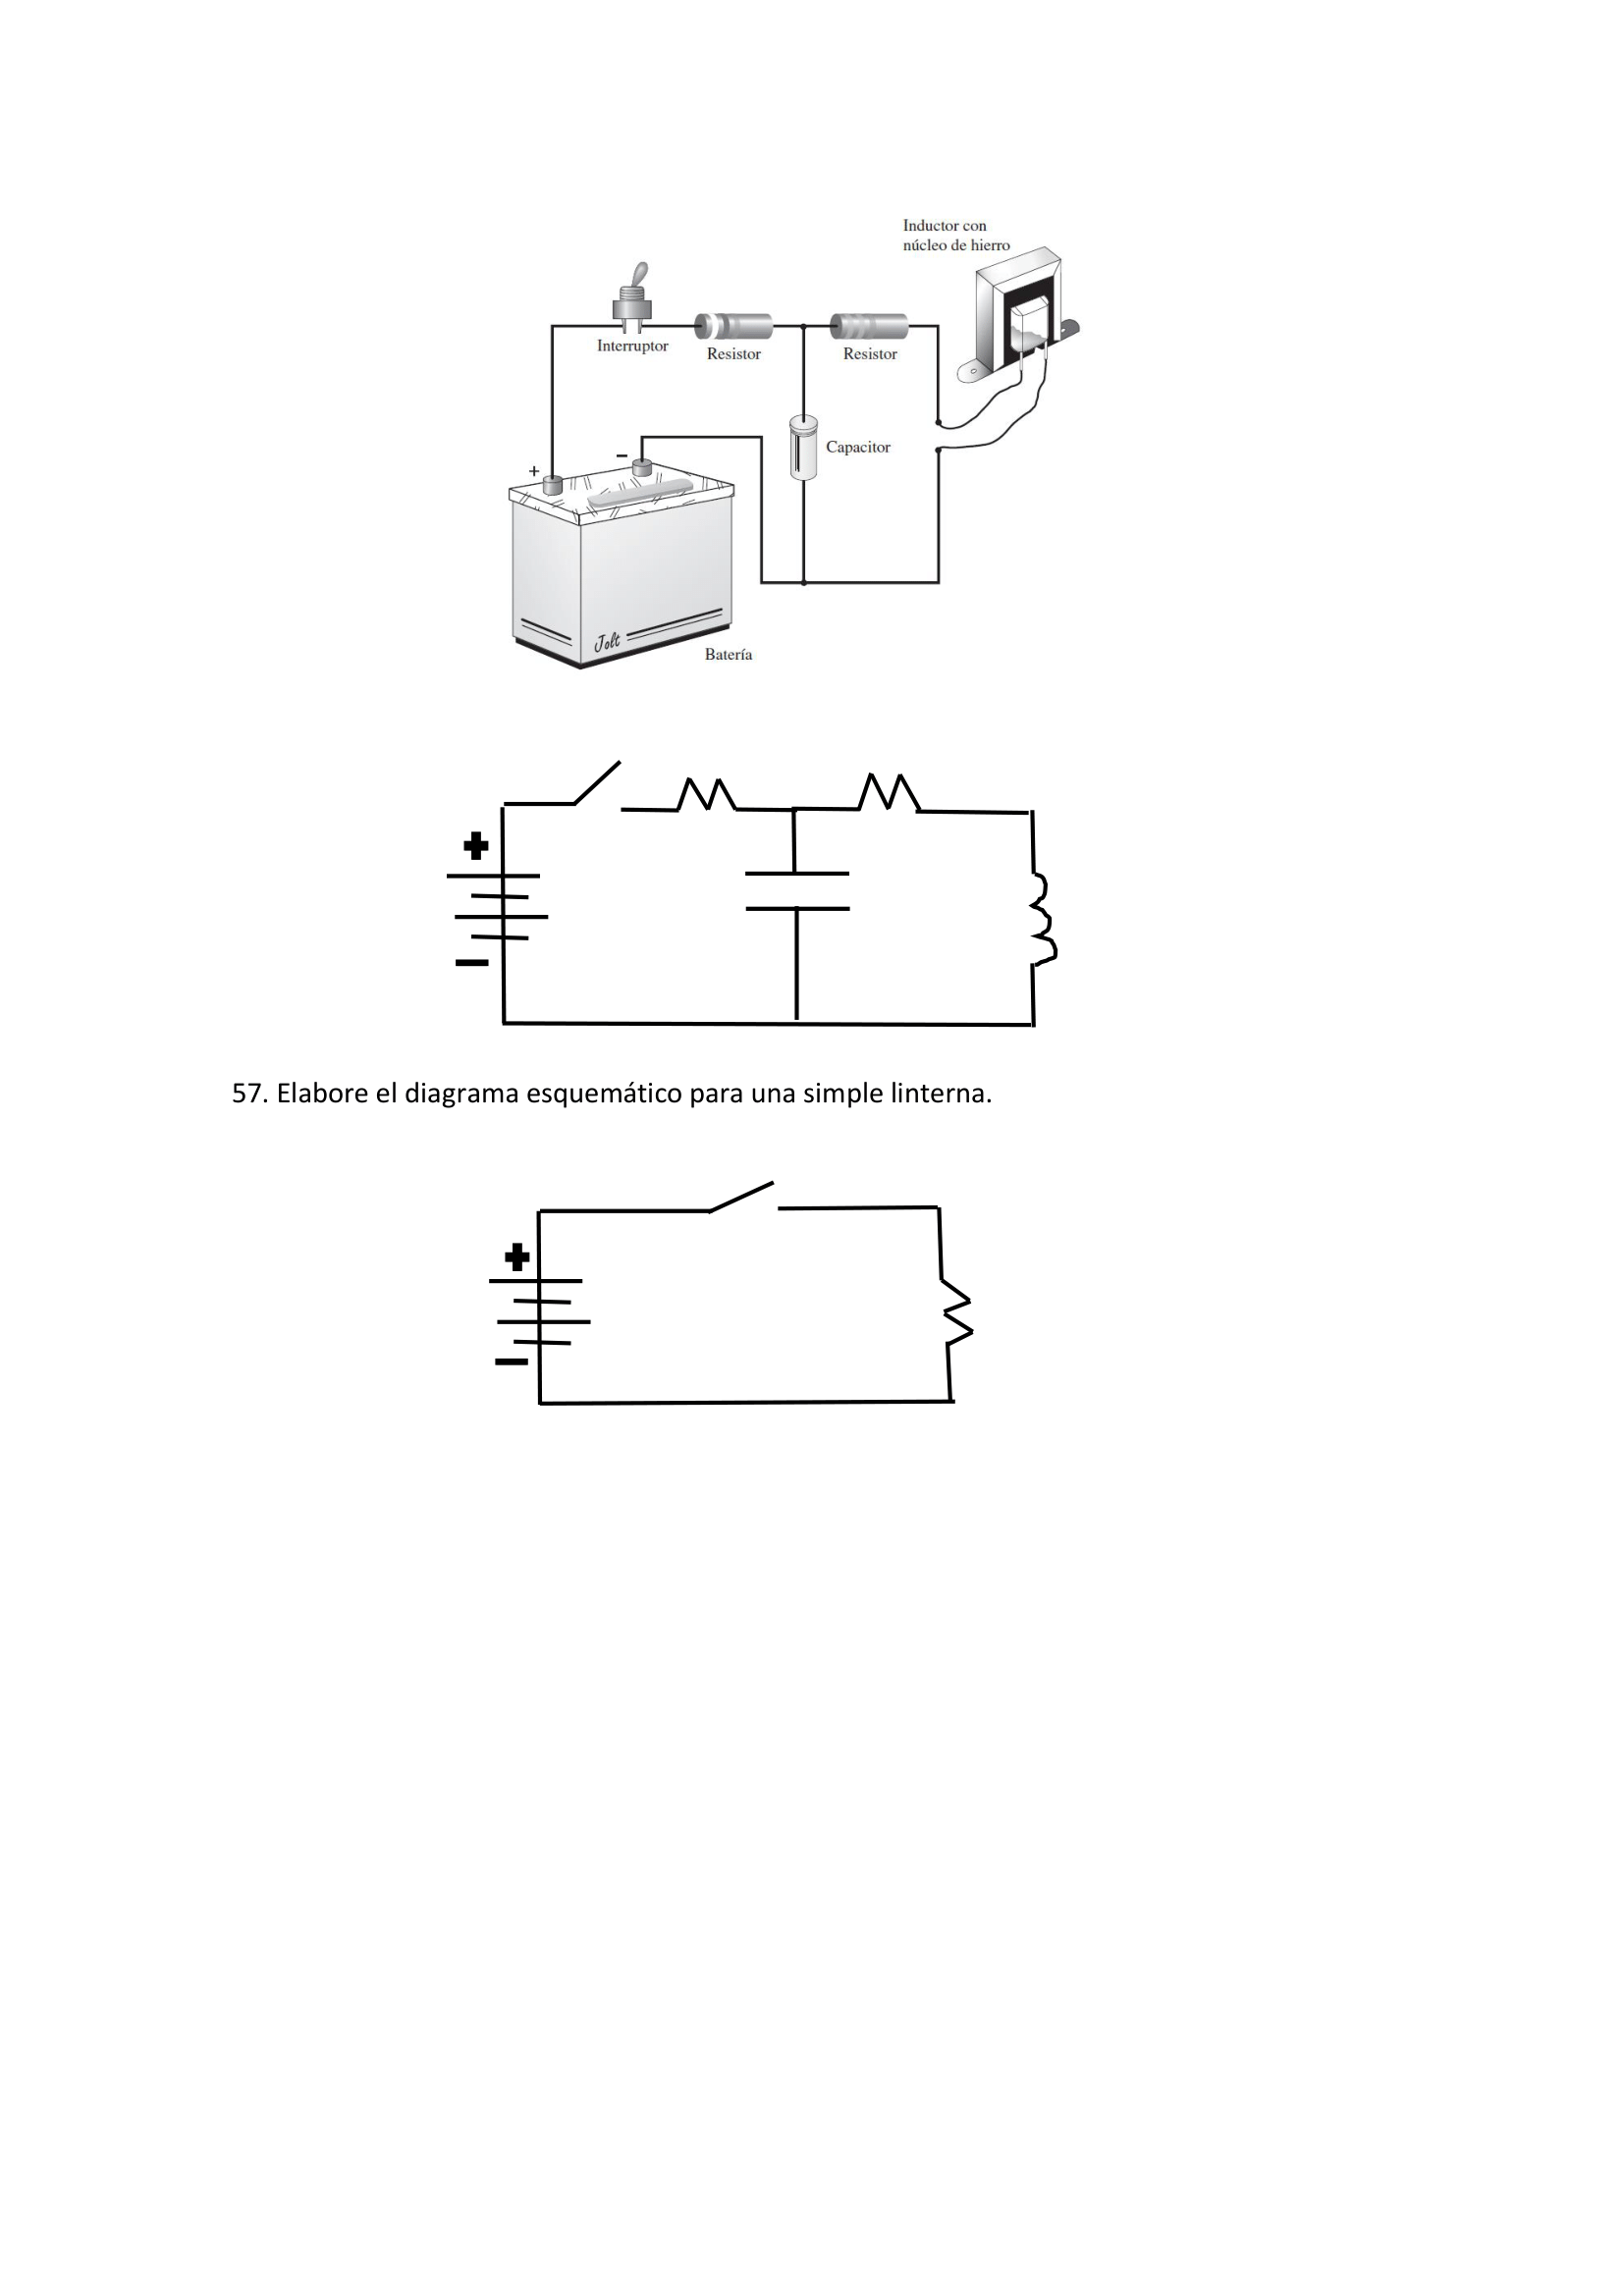 Inductor con
núcleo de hierro
Interruptor
Resistor
Resistor
Capacitor
+
−
Jolt
Batería
+
−
57. Elabore el diagrama esquemático para una simple linterna.
+
−